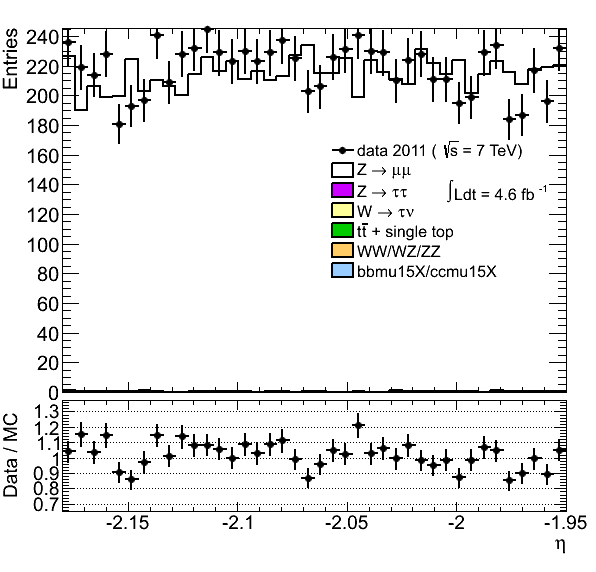 Entries
240
220
200
180
160
140
120
100
80
60
40
20
0
data 2011 ( √s = 7 TeV)
Z → μμ
Z → ττ
∫Ldt = 4.6 fb⁻¹
W → τν
tt̄ + single top
WW/WZ/ZZ
bbmu15X/ccmu15X
Data / MC
1.3
1.2
1.1
1
0.9
0.8
0.7
-2.15
-2.1
-2.05
-2
-1.95
η